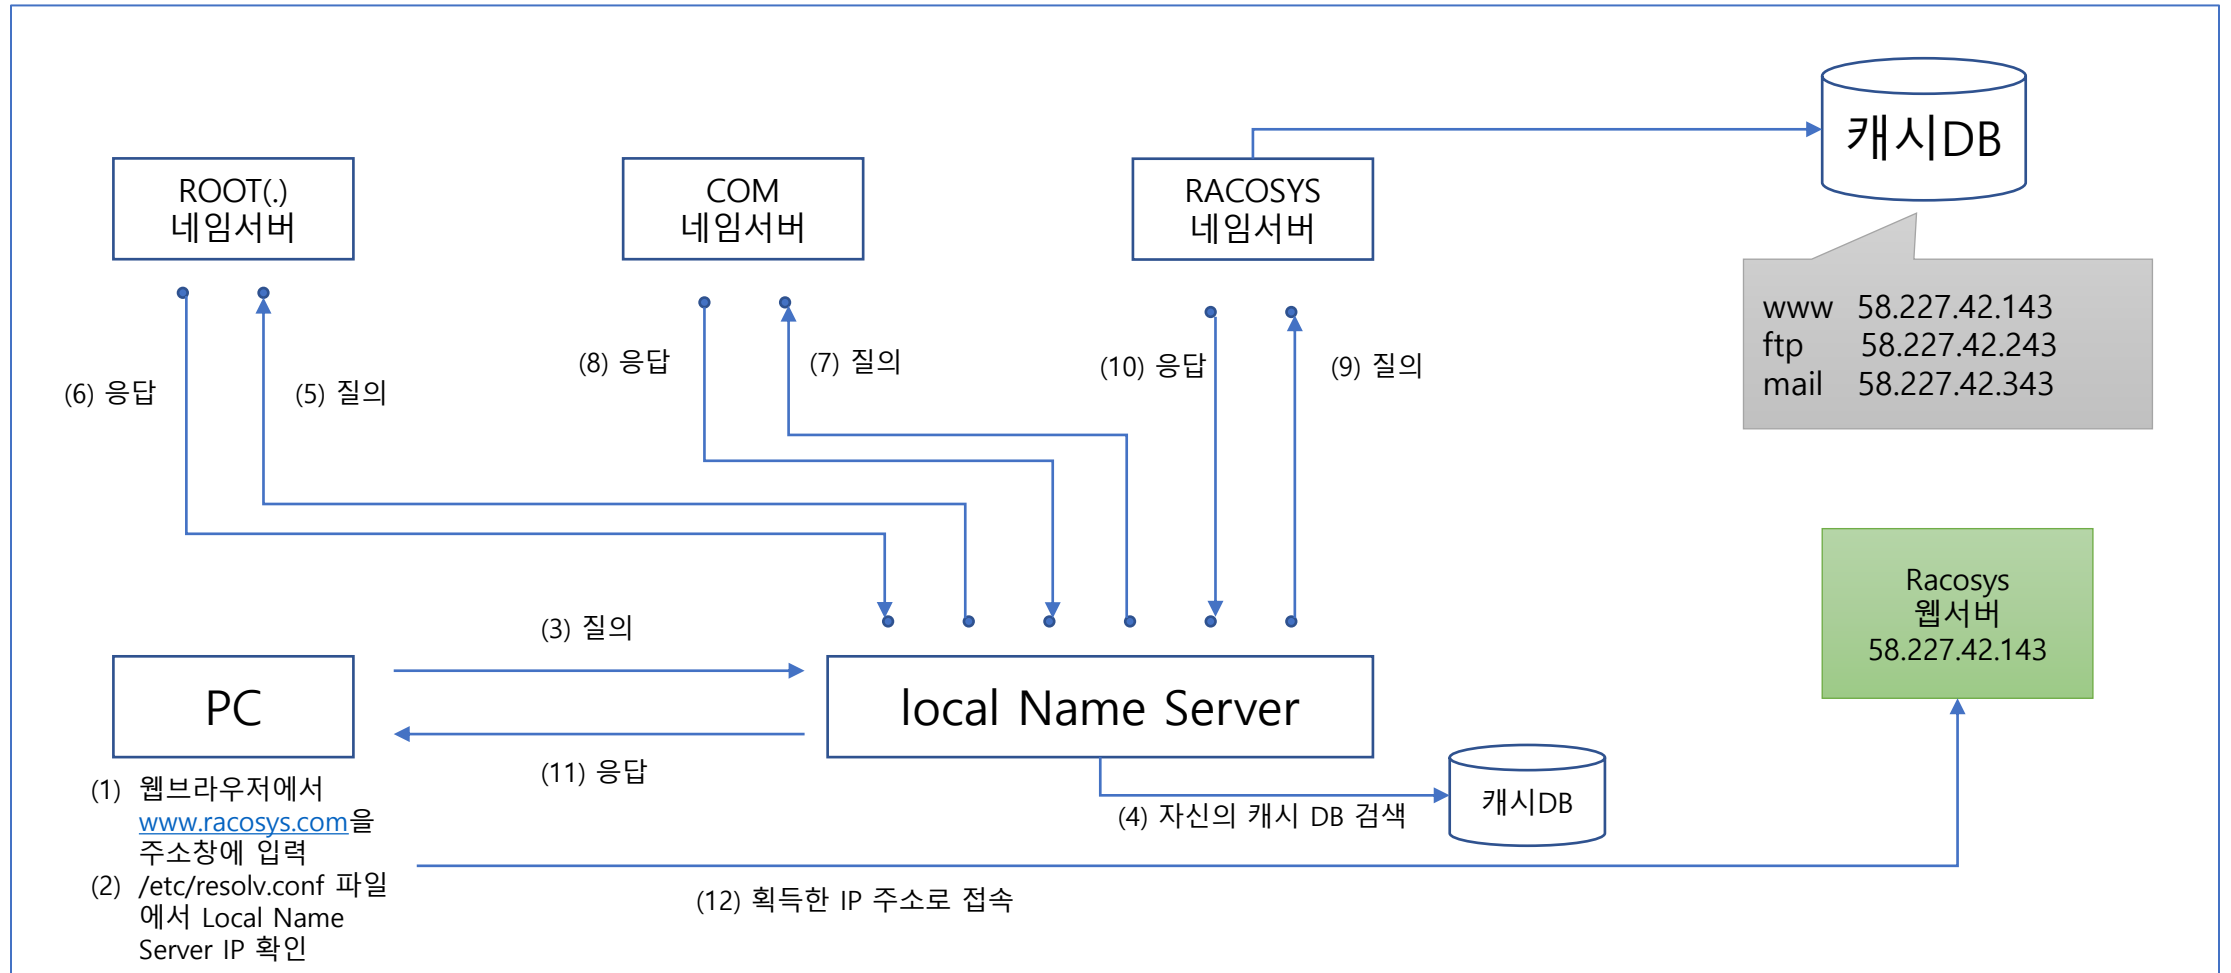 ROOT(.)
네임서버
COM
네임서버
RACOSYS
네임서버
캐시DB
www 58.227.42.143
ftp 58.227.42.243
mail 58.227.42.343
(6) 응답
(5) 질의
(8) 응답
(7) 질의
(10) 응답
(9) 질의
Racosys
웹서버
58.227.42.143
(3) 질의
PC
local Name Server
(11) 응답
(4) 자신의 캐시 DB 검색
캐시DB
(1) 웹브라우저에서
www.racosys.com을
주소창에 입력
(2) /etc/resolv.conf 파일
에서 Local Name
Server IP 확인
(12) 획득한 IP 주소로 접속